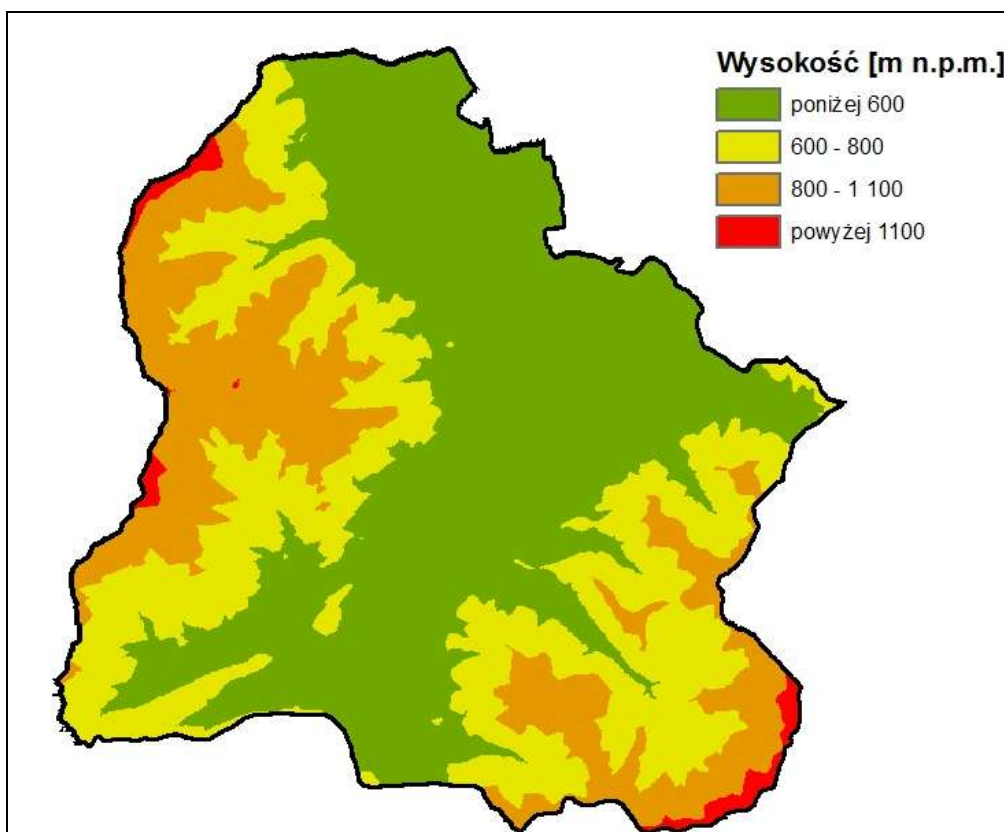 Wysokość [m n.p.m.]
poniżej 600
600 - 800
800 - 1 100
powyżej 1100